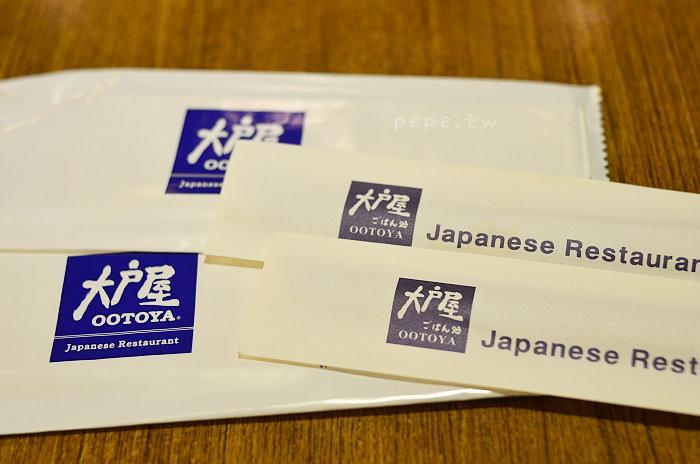 pepe.tw
大戸屋
OO
Japanese
大戸屋
ごはん処
OOTOYA
Japanese Restauran
大戸屋
OOTOYA®
Japanese Restaurant
大戸屋
ごはん処
OOTOYA
Japanese Rest